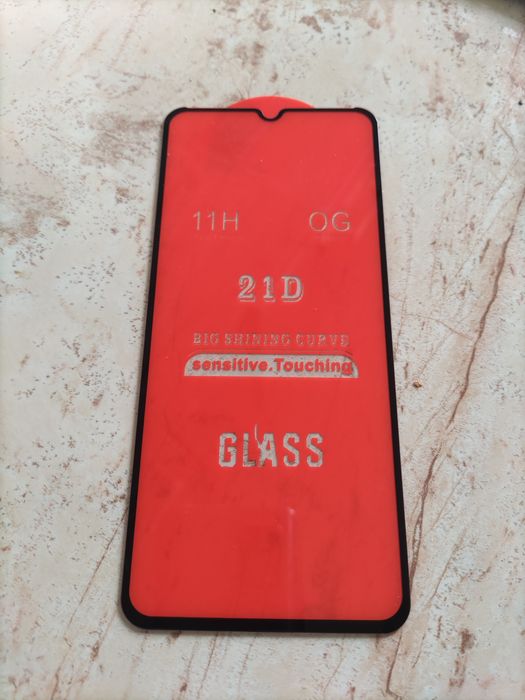 11H OG
21D
BIG SHINING CURVE
sensitive.Touching
GLASS